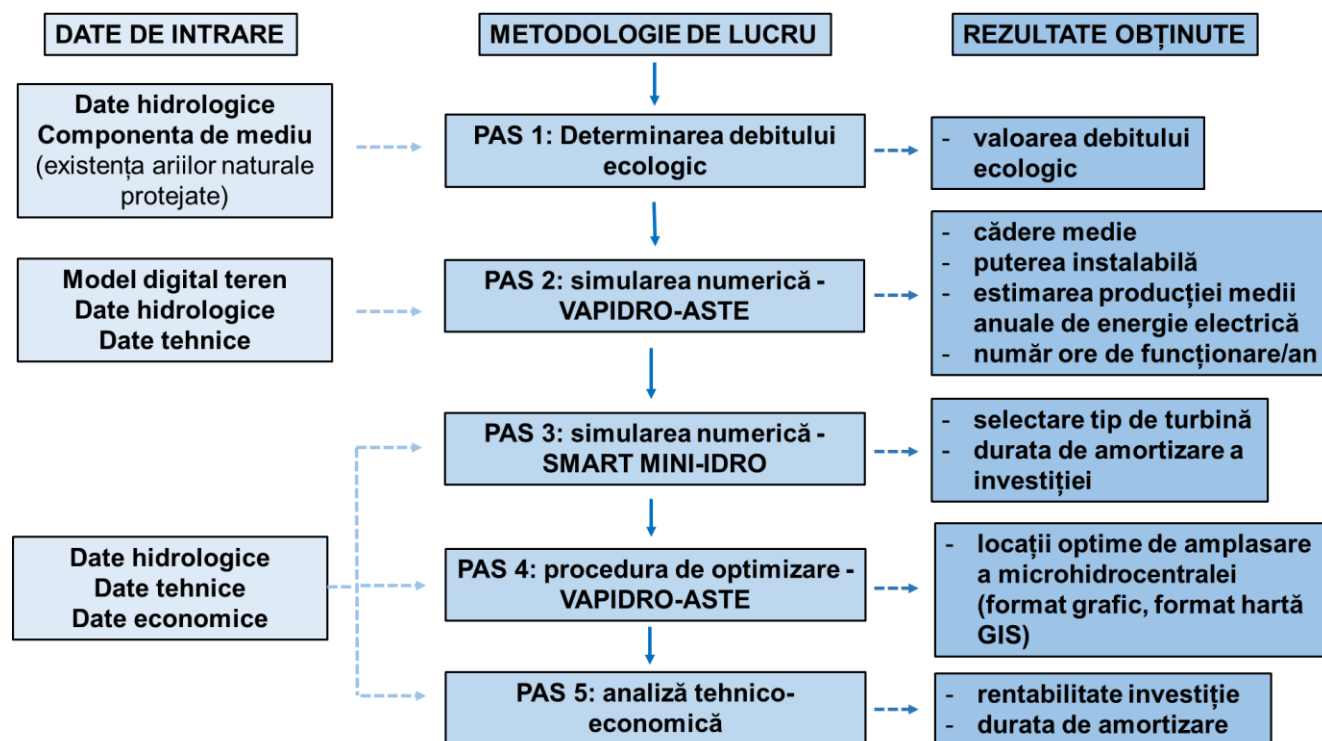 DATE DE INTRARE
METODOLOGIE DE LUCRU
REZULTATE OBȚINUTE
Date hidrologice
Componenta de mediu
(existența ariilor naturale
protejate)
PAS 1: Determinarea debitului
ecologic
- valoarea debitului
ecologic
Model digital teren
Date hidrologice
Date tehnice
PAS 2: simularea numerică -
VAPIDRO-ASTE
- cădere medie
- puterea instalabilă
- estimarea producției medii
anuale de energie electrică
- număr ore de funcționare/an
PAS 3: simularea numerică -
SMART MINI-IDRO
- selectare tip de turbină
- durata de amortizare a
investiției
Date hidrologice
Date tehnice
Date economice
PAS 4: procedura de optimizare -
VAPIDRO-ASTE
- locații optime de amplasare
a microhidrocentralei
(format grafic, format hartă
GIS)
PAS 5: analiză tehnico-
economică
- rentabilitate investiție
- durata de amortizare